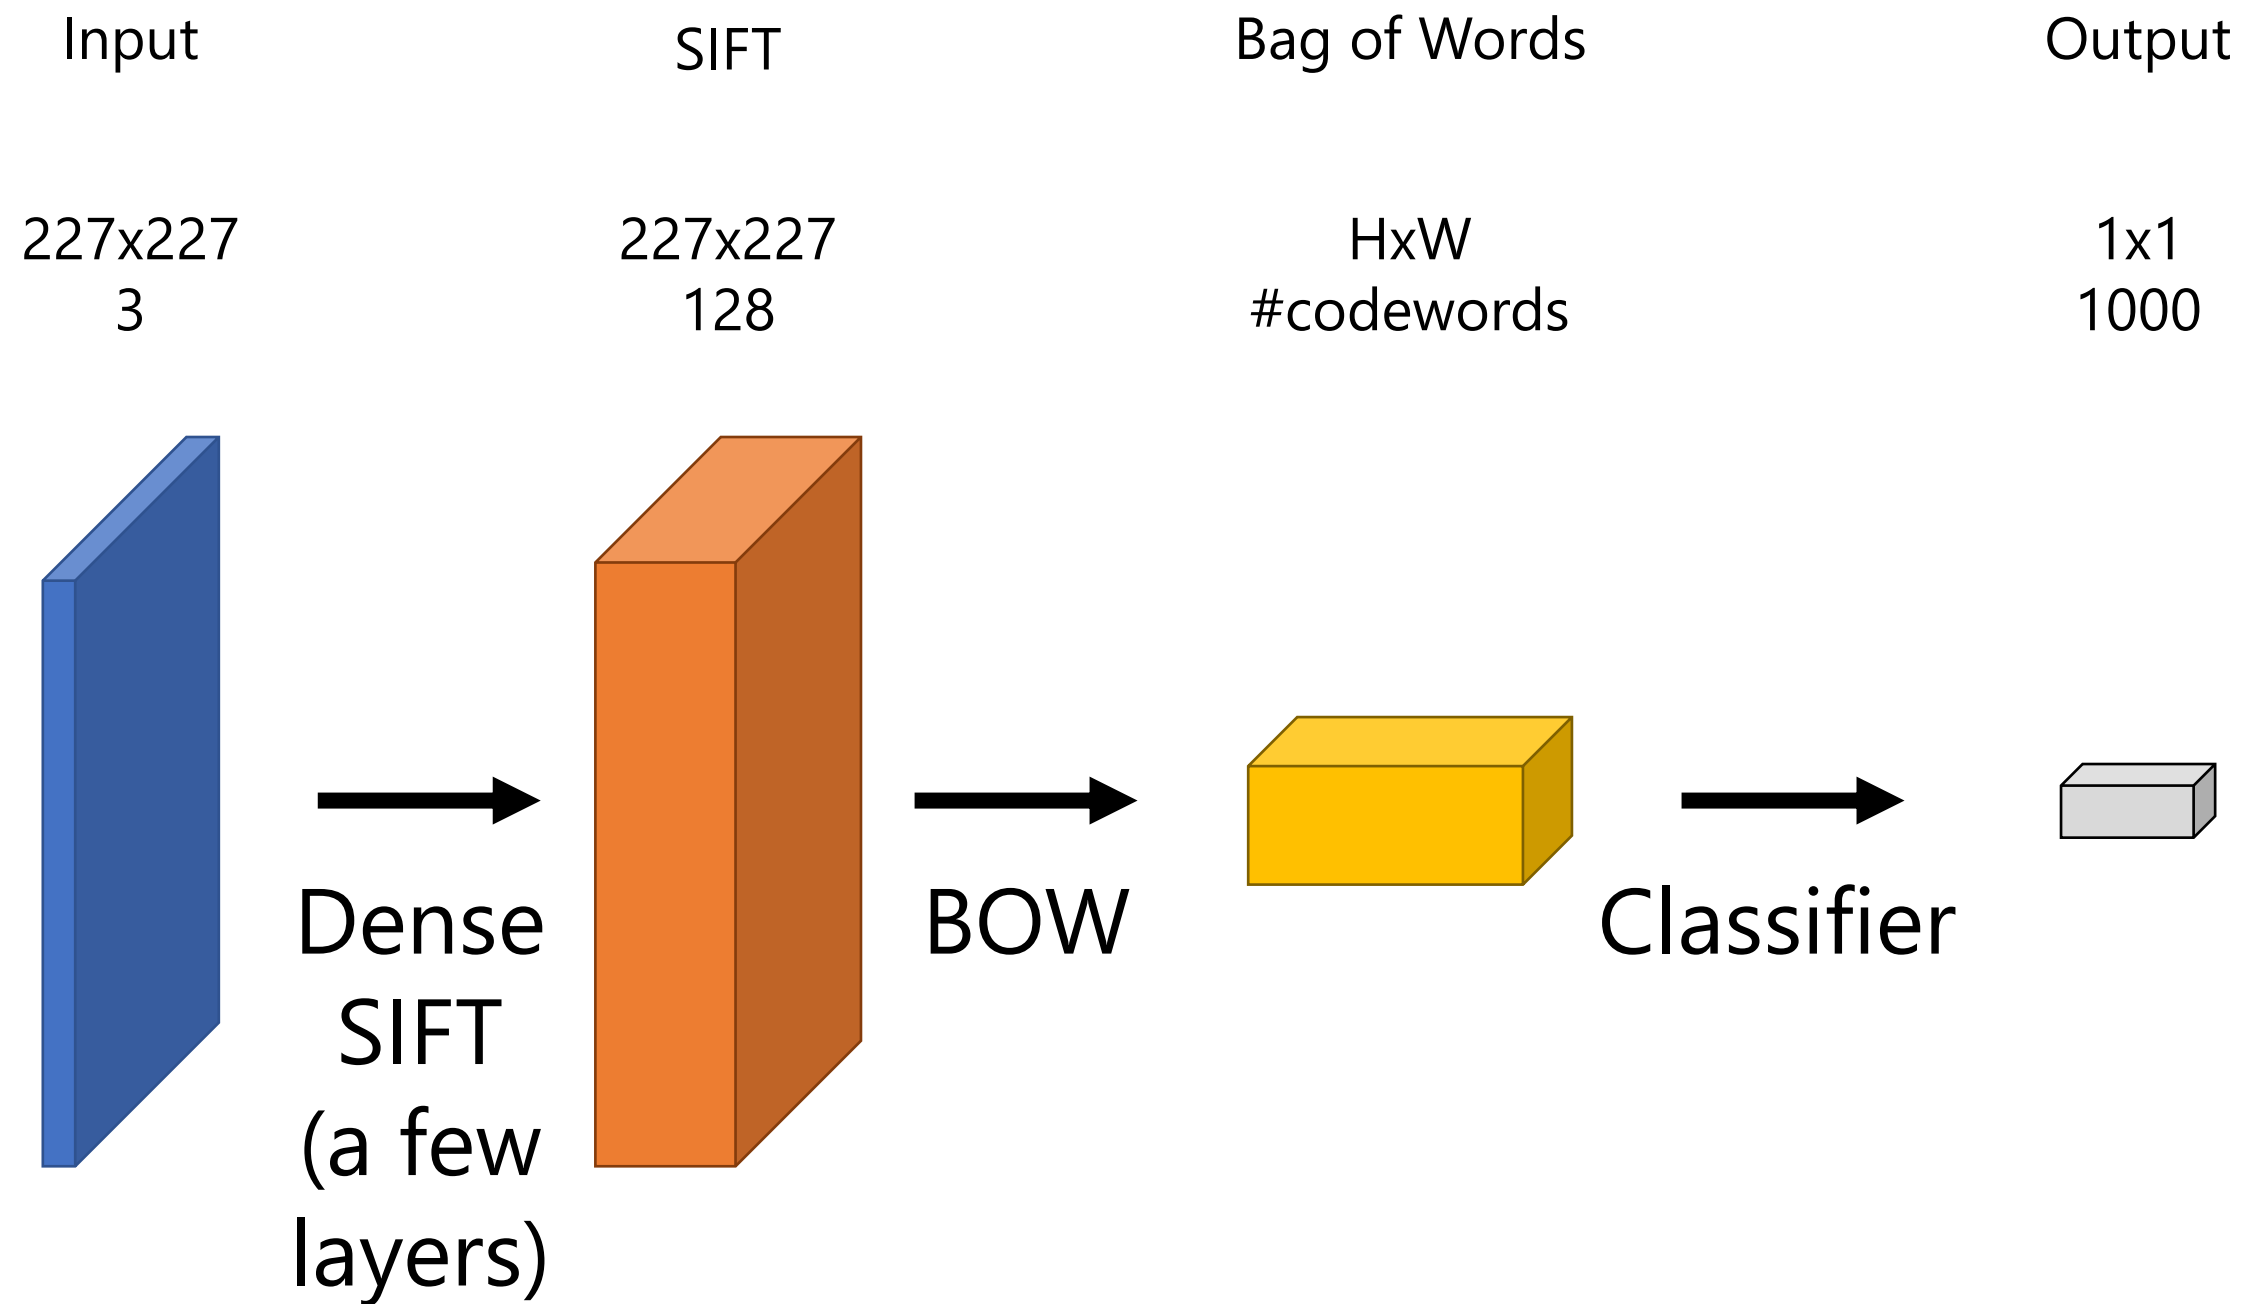 Input
SIFT
Bag of Words
Output
227x227
3
227x227
128
HxW
#codewords
1x1
1000
Dense
SIFT
(a few
layers)
BOW
Classifier